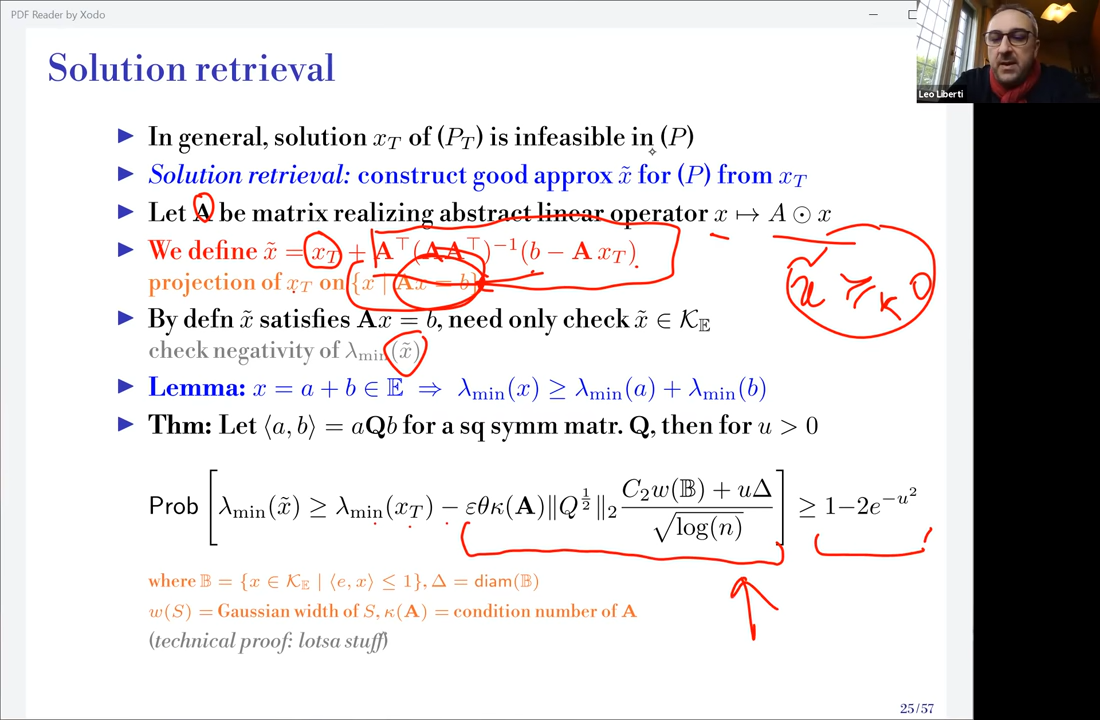 PDF Reader by Xodo
Leo Liberti
Solution retrieval
▶ In general, solution x_T of (P_T) is infeasible in (P)
▶ Solution retrieval: construct good approx x̃ for (P) from x_T
▶ Let A be matrix realizing abstract linear operator x ↦ A ⊙ x
▶ We define x̃ = x_T + A⊤(AA⊤)⁻¹(b − A x_T)
projection of x_T on {x | Ax = b}
x̃ ≽_K 0
▶ By defn x̃ satisfies Ax = b, need only check x̃ ∈ 𝒦_𝔼
check negativity of λ_min(x̃)
▶ Lemma: x = a + b ∈ 𝔼 ⇒ λ_min(x) ≥ λ_min(a) + λ_min(b)
▶ Thm: Let ⟨a, b⟩ = aQb for a sq symm matr. Q, then for u > 0
Prob [λ_min(x̃) ≥ λ_min(x_T) − εθκ(A)‖Q^{1/2}‖₂ (C₂w(𝔹) + uΔ)/√log(n)] ≥ 1−2e^{−u²}
where 𝔹 = {x ∈ 𝒦_𝔼 | ⟨e, x⟩ ≤ 1}, Δ = diam(𝔹)
w(S) = Gaussian width of S, κ(A) = condition number of A
(technical proof: lotsa stuff)
25/57